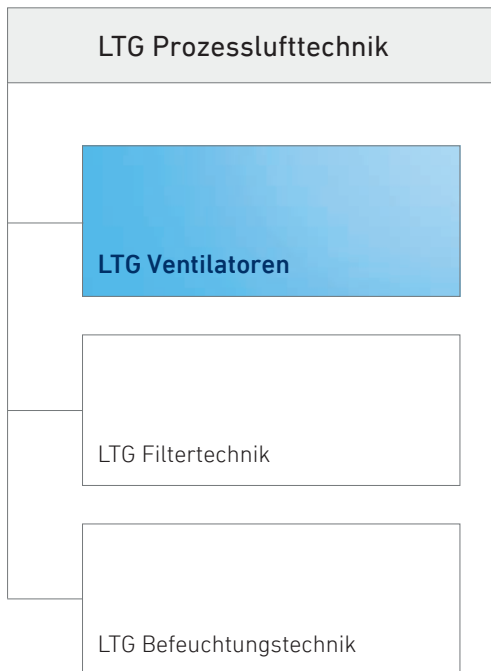 LTG Prozesslufttechnik
LTG Ventilatoren
LTG Filtertechnik
LTG Befeuchtungstechnik